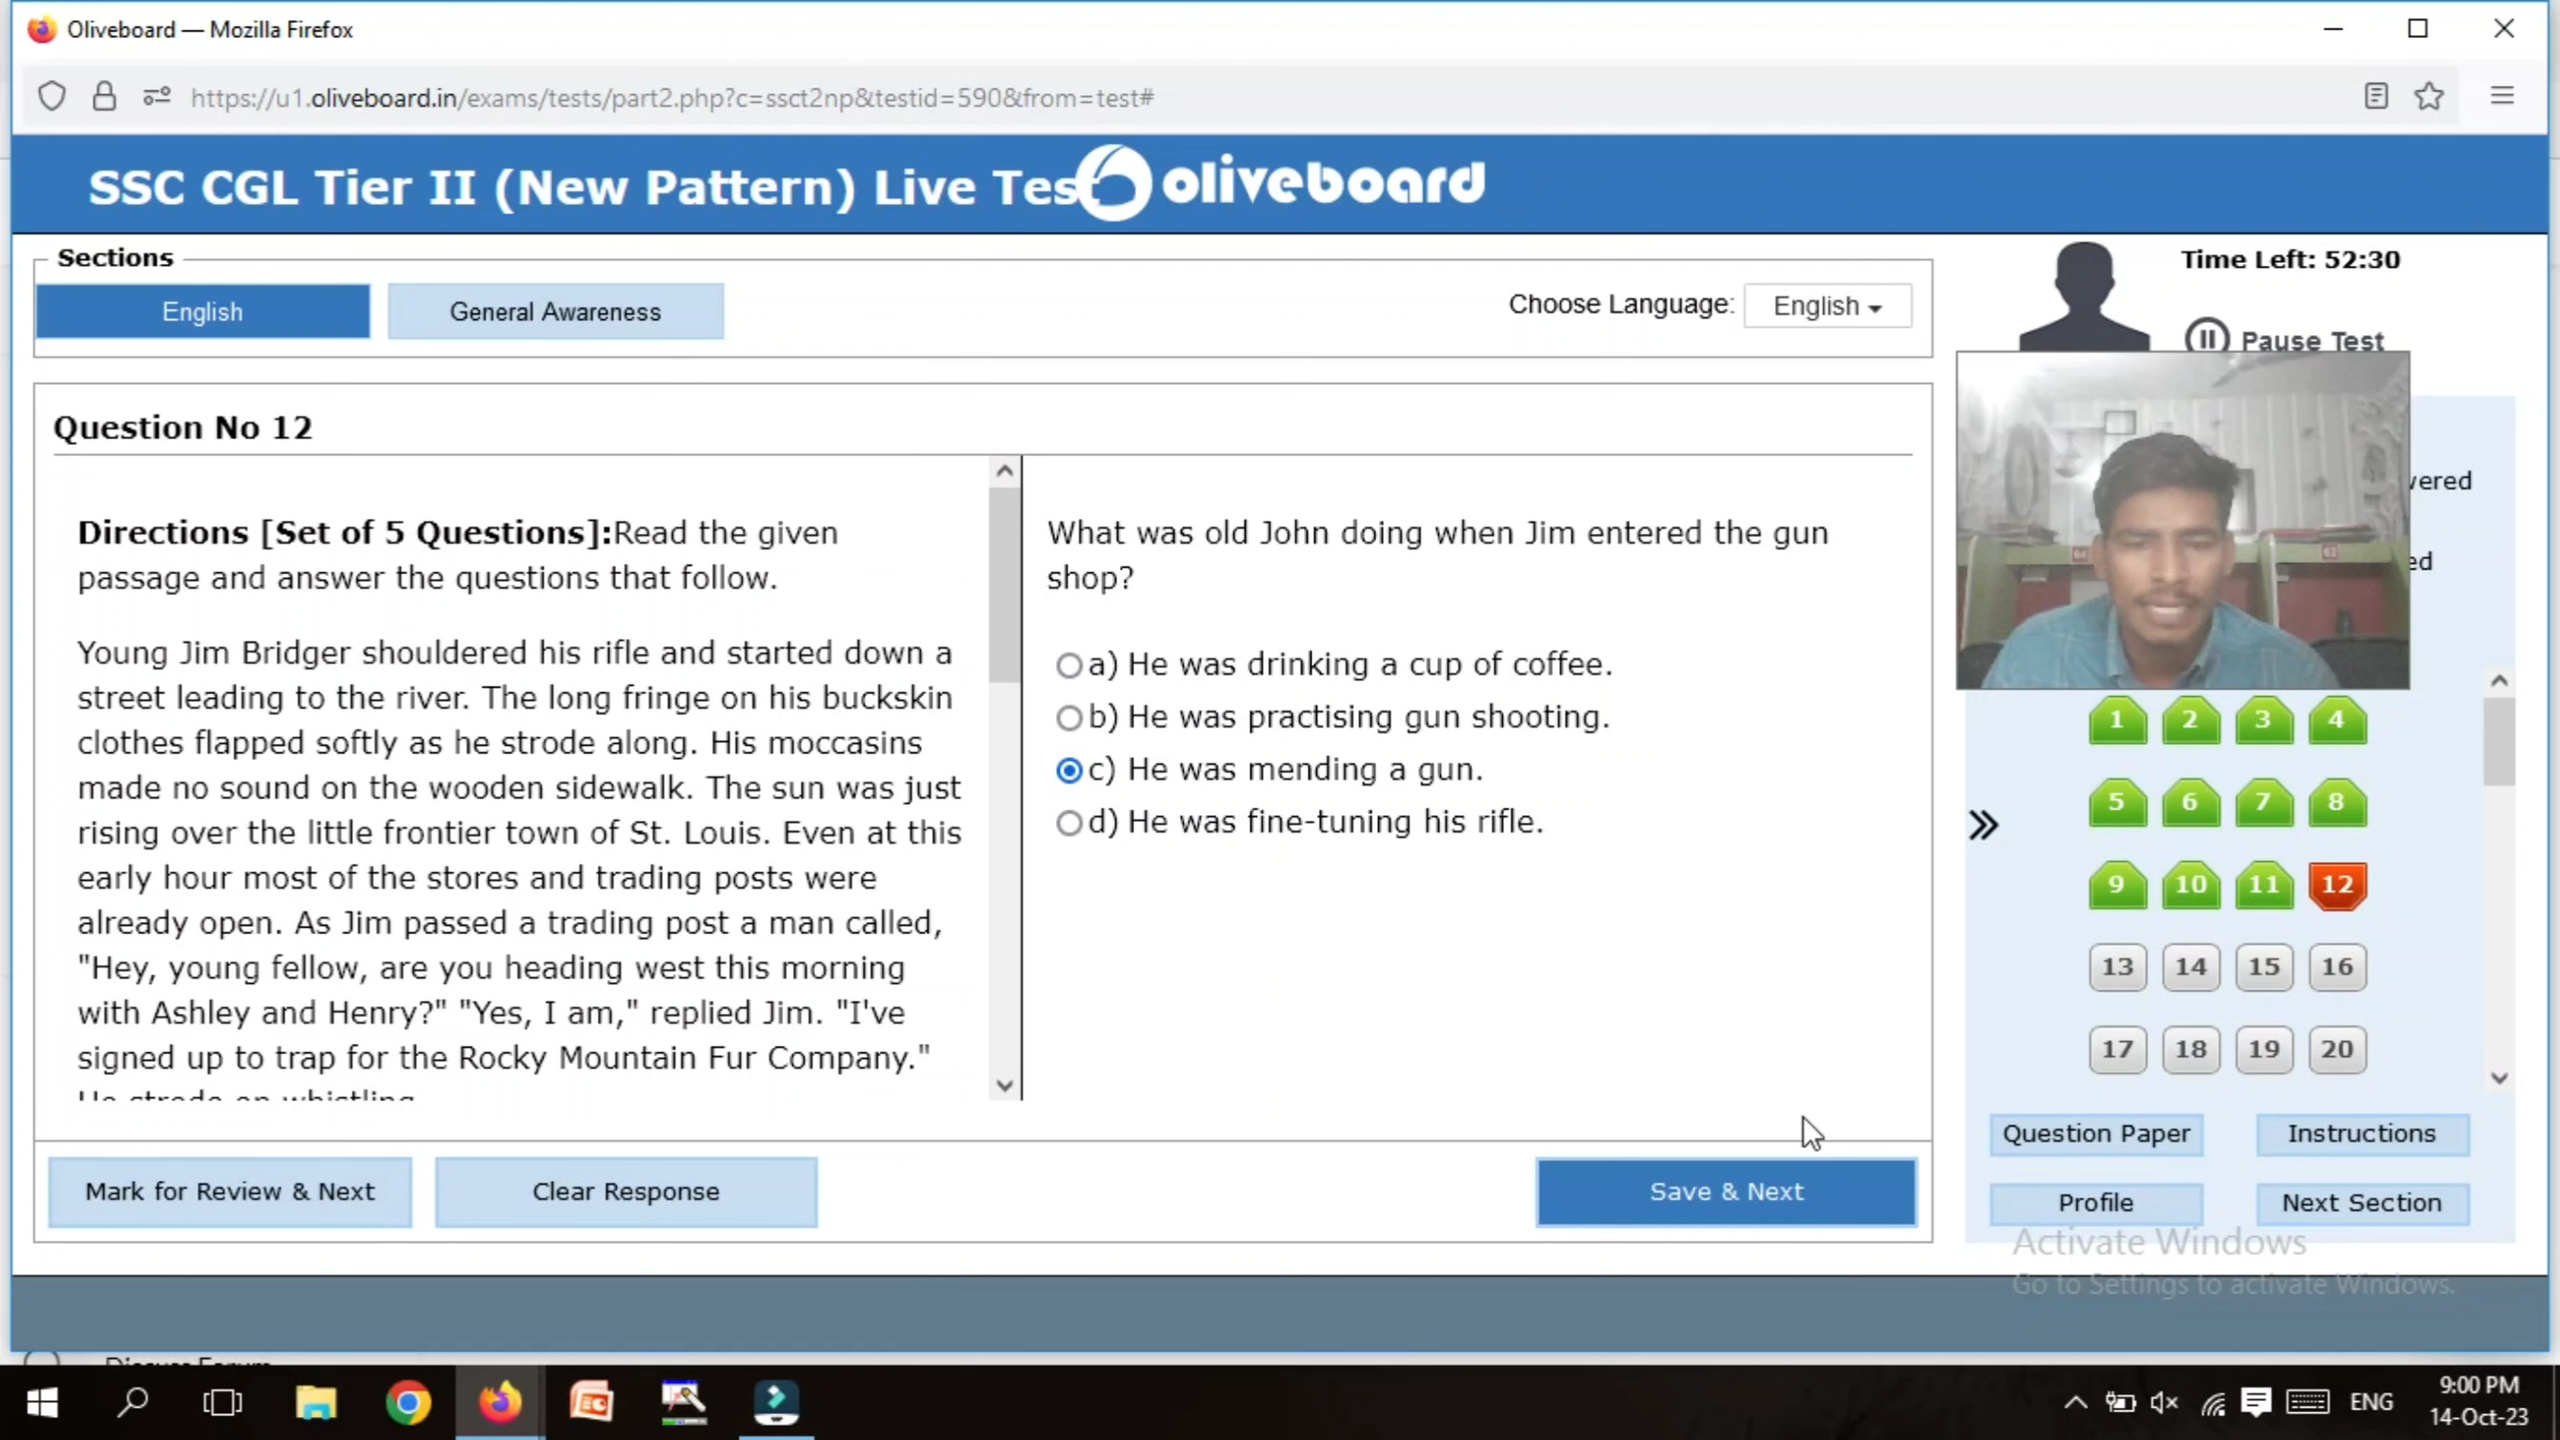 Oliveboard — Mozilla Firefox
https://u1.oliveboard.in/exams/tests/part2.php?c=ssct2np&testid=590&from=test#
SSC CGL Tier II (New Pattern) Live Tes
oliveboard
Sections
English
General Awareness
Choose Language:
English
Time Left: 52:30
Pause Test
Question No 12
Directions [Set of 5 Questions]:Read the given
passage and answer the questions that follow.
Young Jim Bridger shouldered his rifle and started down a
street leading to the river. The long fringe on his buckskin
clothes flapped softly as he strode along. His moccasins
made no sound on the wooden sidewalk. The sun was just
rising over the little frontier town of St. Louis. Even at this
early hour most of the stores and trading posts were
already open. As Jim passed a trading post a man called,
"Hey, young fellow, are you heading west this morning
with Ashley and Henry?" "Yes, I am," replied Jim. "I've
signed up to trap for the Rocky Mountain Fur Company."
He strode on whistling
What was old John doing when Jim entered the gun
shop?
a) He was drinking a cup of coffee.
b) He was practising gun shooting.
c) He was mending a gun.
d) He was fine-tuning his rifle.
wered
ed
1 2 3 4
5 6 7 8
9 10 11 12
13 14 15 16
17 18 19 20
Question Paper
Instructions
Profile
Next Section
Mark for Review & Next
Clear Response
Save & Next
Activate Windows
Go to Settings to activate Windows.
Discuss Forum
ENG
9:00 PM
14-Oct-23